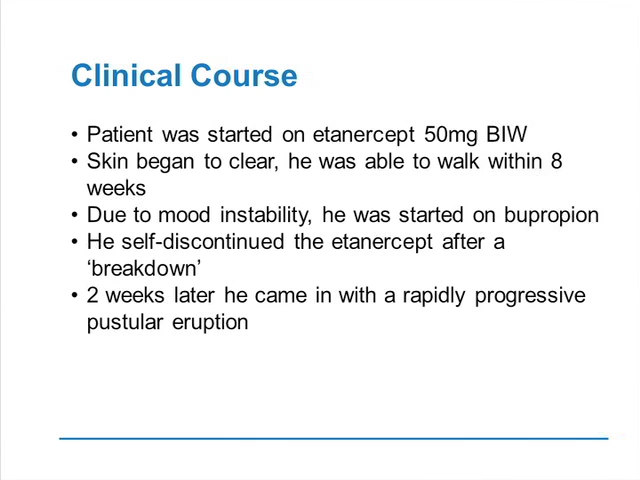 Clinical Course
• Patient was started on etanercept 50mg BIW
• Skin began to clear, he was able to walk within 8
weeks
• Due to mood instability, he was started on bupropion
• He self-discontinued the etanercept after a
‘breakdown’
• 2 weeks later he came in with a rapidly progressive
pustular eruption